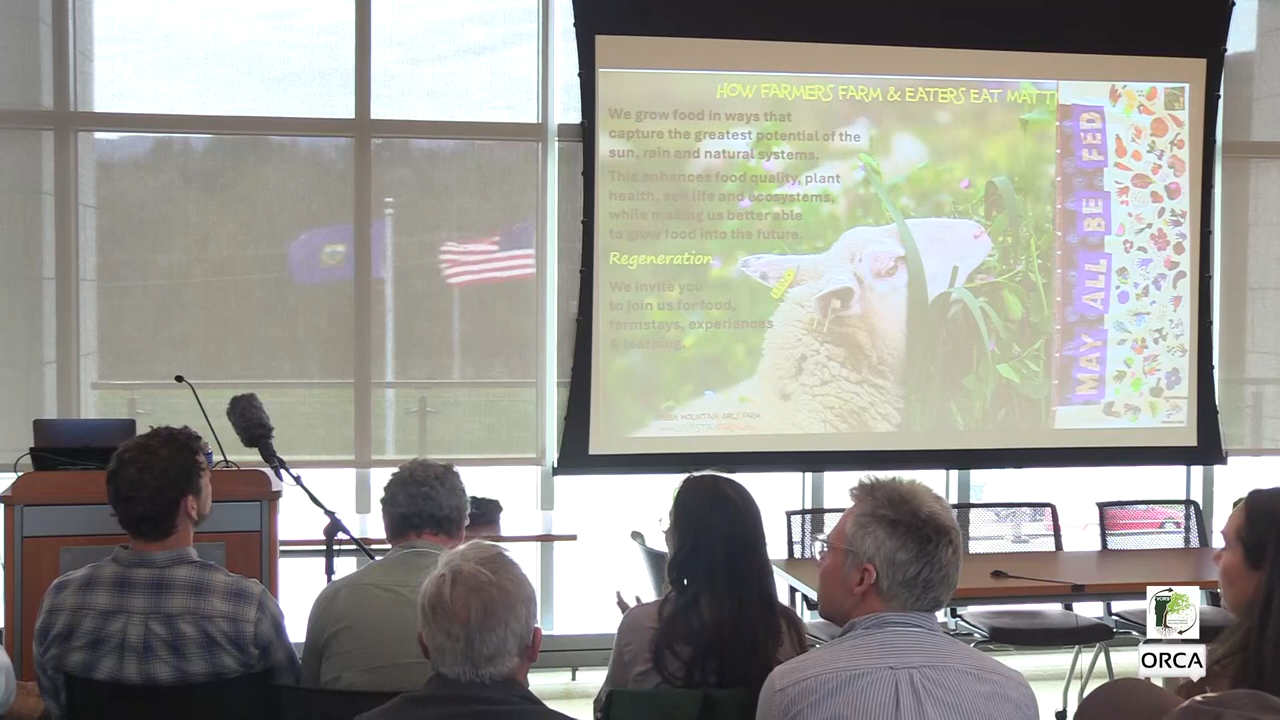 HOW FARMERS FARM & EATERS EAT MATT
We grow food in ways that
capture the greatest potential of the
sun, rain and natural systems.
This enhances food quality, plant
health, soil life and ecosystems,
while making us better able
to grow food into the future.
Regeneration
We invite you
to join us for food,
farmstays, experiences
& learning.
MOUNTAIN GIRLS FARM
MAY ALL BE FED
ORCA